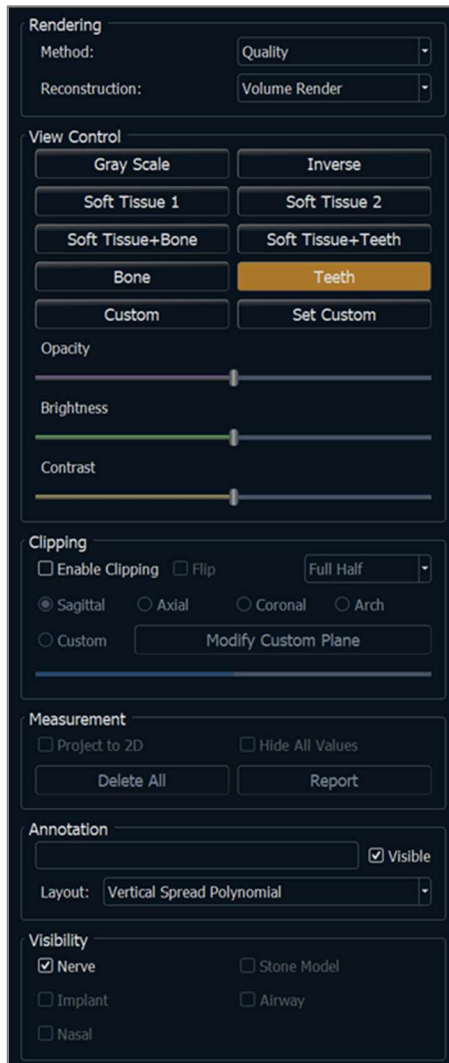 Rendering
Method: Quality
Reconstruction: Volume Render
View Control
Gray Scale Inverse
Soft Tissue 1 Soft Tissue 2
Soft Tissue+Bone Soft Tissue+Teeth
Bone Teeth
Custom Set Custom
Opacity
Brightness
Contrast
Clipping
Enable Clipping Flip Full Half
Sagittal Axial Coronal Arch
Custom Modify Custom Plane
Measurement
Project to 2D Hide All Values
Delete All Report
Annotation
Visible
Layout: Vertical Spread Polynomial
Visibility
Nerve Stone Model
Implant Airway
Nasal